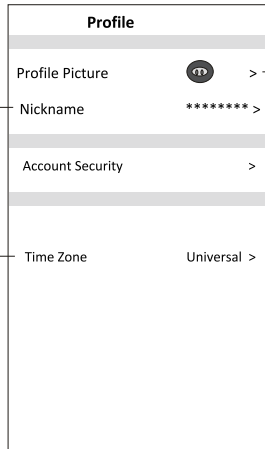 Profile
Profile Picture >
Nickname ******** >
Account Security >
Time Zone Universal >